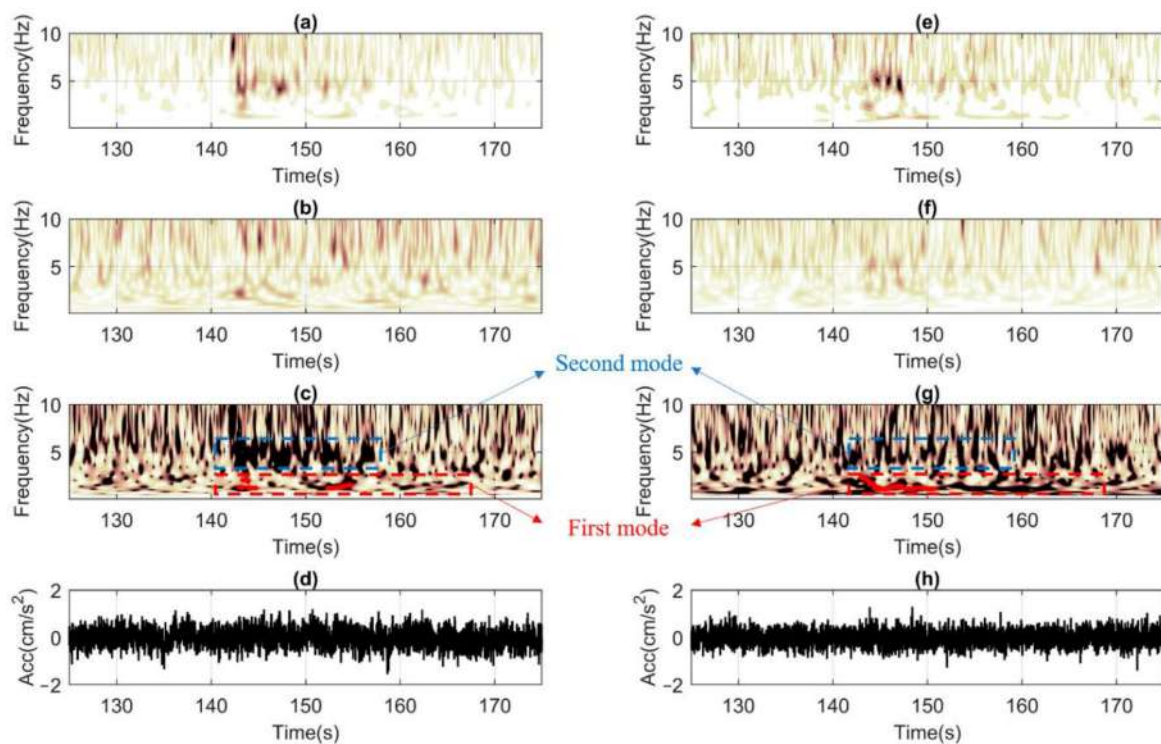 (a)
Frequency(Hz)
10
5
130 140 150 160 170
Time(s)
(e)
Frequency(Hz)
10
5
130 140 150 160 170
Time(s)
(b)
Frequency(Hz)
10
5
130 140 150 160 170
Time(s)
(f)
Frequency(Hz)
10
5
130 140 150 160 170
Time(s)
Second mode
(c)
Frequency(Hz)
10
5
130 140 150 160 170
Time(s)
(g)
Frequency(Hz)
10
5
130 140 150 160 170
Time(s)
First mode
(d)
Acc(cm/s²)
2
0
−2
130 140 150 160 170
Time(s)
(h)
Acc(cm/s²)
2
0
−2
130 140 150 160 170
Time(s)